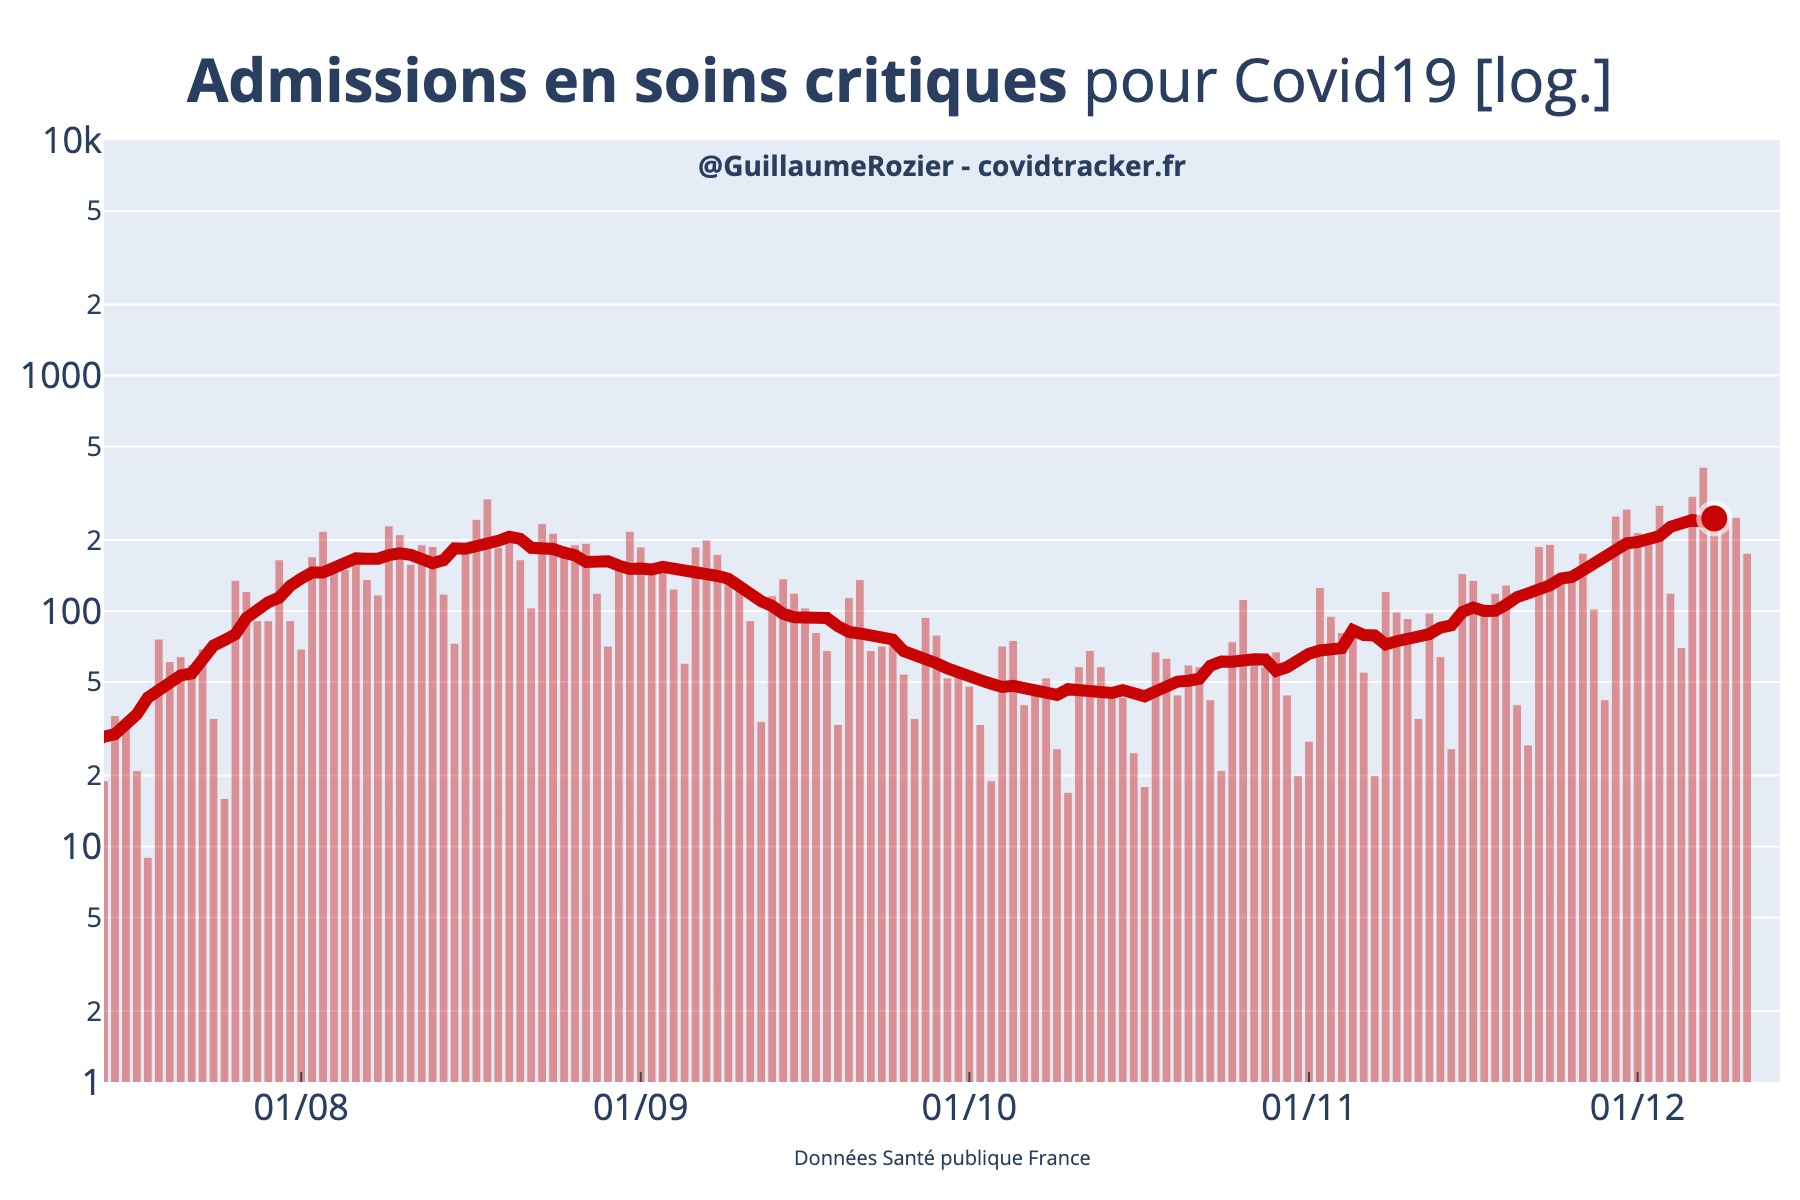 Admissions en soins critiques pour Covid19 [log.]
@GuillaumeRozier - covidtracker.fr
10k
5
2
1000
5
2
100
5
2
10
5
2
1
01/08 01/09 01/10 01/11 01/12
Données Santé publique France